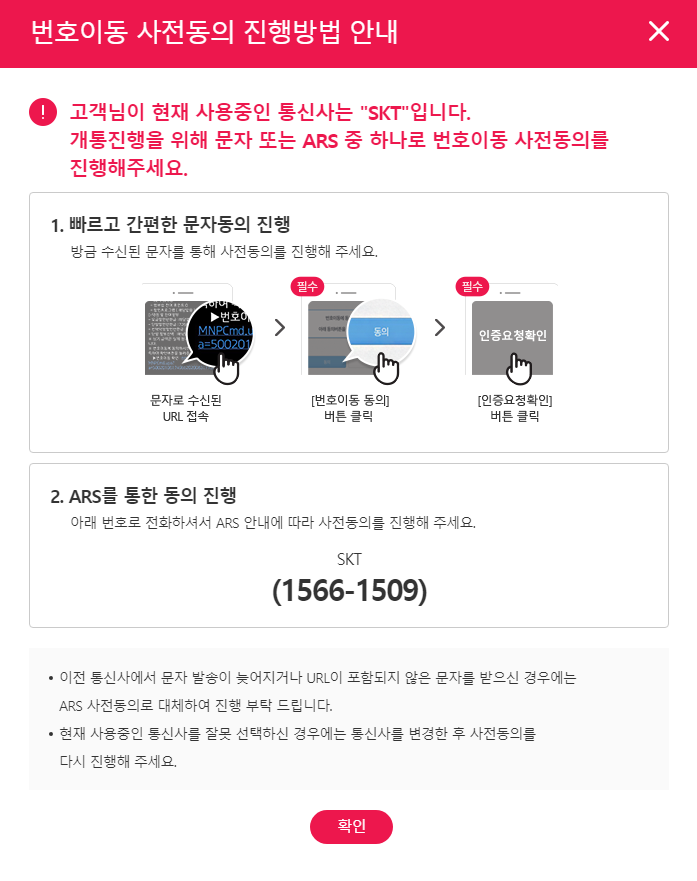 번호이동 사전동의 진행방법 안내
고객님이 현재 사용중인 통신사는 "SKT"입니다.
개통진행을 위해 문자 또는 ARS 중 하나로 번호이동 사전동의를
진행해주세요.
1. 빠르고 간편한 문자동의 진행
방금 수신된 문자를 통해 사전동의를 진행해 주세요.
▶번호이
MNPCmd.u
a=500201
문자로 수신된
URL 접속
필수
동의
[번호이동 동의]
버튼 클릭
필수
인증요청확인
[인증요청확인]
버튼 클릭
2. ARS를 통한 동의 진행
아래 번호로 전화하셔서 ARS 안내에 따라 사전동의를 진행해 주세요.
SKT
(1566-1509)
• 이전 통신사에서 문자 발송이 늦어지거나 URL이 포함되지 않은 문자를 받으신 경우에는
ARS 사전동의로 대체하여 진행 부탁 드립니다.
• 현재 사용중인 통신사를 잘못 선택하신 경우에는 통신사를 변경한 후 사전동의를
다시 진행해 주세요.
확인